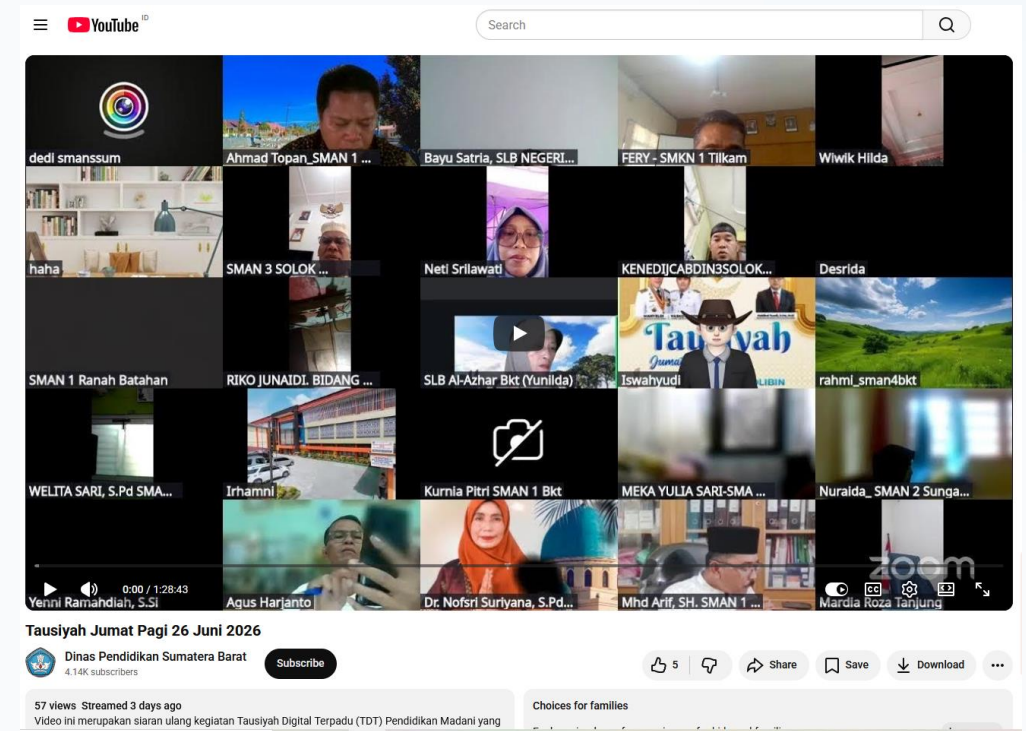 YouTube ID
Search
dedi smanssum
Ahmad Topan_SMAN 1 ...
Bayu Satria, SLB NEGERI...
FERY - SMKN 1 Tilkam
Wiwik Hilda
haha
SMAN 3 SOLOK ...
Neti Srilawati
KENEDI|CABDIN3SOLOK...
Desrida
SMAN 1 Ranah Batahan
RIKO JUNAIDI. BIDANG ...
SLB Al-Azhar Bkt (Yunilda)
Iswahyudi
rahmi_sman4bkt
WELITA SARI, S.Pd SMA...
Irhamni
Kurnia Pitri SMAN 1 Bkt
MEKA YULIA SARI-SMA ...
Nuraida_ SMAN 2 Sunga...
zoom
0:00 / 1:28:43
CC
Yenni Ramahdiah, S.Si
Agus Harjanto
Dr. Nofsri Suriyana, S.Pd...
Mhd Arif, SH. SMAN 1 ...
Mardia Roza Tanjung
Tausiyah Jumat Pagi 26 Juni 2026
Dinas Pendidikan Sumatera Barat
4.14K subscribers
Subscribe
5
Share
Save
Download
57 views Streamed 3 days ago
Video ini merupakan siaran ulang kegiatan Tausiyah Digital Terpadu (TDT) Pendidikan Madani yang
Choices for families